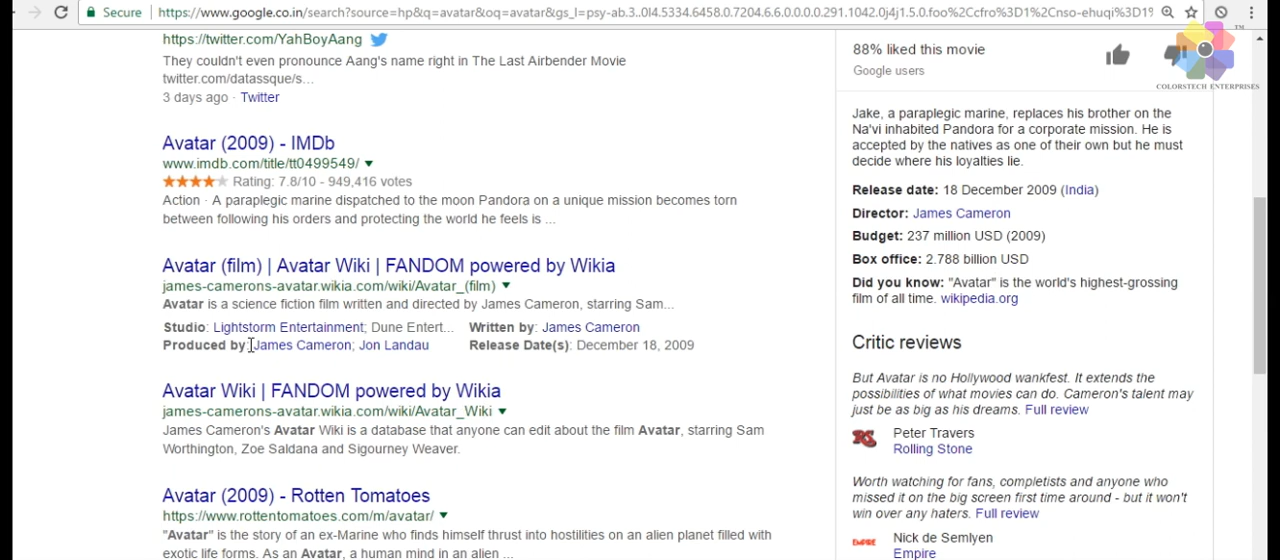 Secure https://www.google.co.in/search?source=hp&q=avatar&oq=avatar&gs_l=psy-ab.3..0l4.5334.6458.0.7204.6.6.0.0.0.0.291.1042.0j4j1.5.0.foo%2Ccfro%3D1%2Cnso-ehuqi%3D1%
COLORSTECH ENTERPRISES
TM
https://twitter.com/YahBoyAang
They couldn't even pronounce Aang's name right in The Last Airbender Movie
twitter.com/datassque/s...
3 days ago · Twitter
Avatar (2009) - IMDb
www.imdb.com/title/tt0499549/
Rating: 7.8/10 - 949,416 votes
Action · A paraplegic marine dispatched to the moon Pandora on a unique mission becomes torn
between following his orders and protecting the world he feels is ...
Avatar (film) | Avatar Wiki | FANDOM powered by Wikia
james-camerons-avatar.wikia.com/wiki/Avatar_(film)
Avatar is a science fiction film written and directed by James Cameron, starring Sam...
Studio: Lightstorm Entertainment; Dune Entert... Written by: James Cameron
Produced by: James Cameron; Jon Landau Release Date(s): December 18, 2009
Avatar Wiki | FANDOM powered by Wikia
james-camerons-avatar.wikia.com/wiki/Avatar_Wiki
James Cameron's Avatar Wiki is a database that anyone can edit about the film Avatar, starring Sam
Worthington, Zoe Saldana and Sigourney Weaver.
Avatar (2009) - Rotten Tomatoes
https://www.rottentomatoes.com/m/avatar/
"Avatar" is the story of an ex-Marine who finds himself thrust into hostilities on an alien planet filled with
exotic life forms. As an Avatar, a human mind in an alien ...
88% liked this movie
Google users
Jake, a paraplegic marine, replaces his brother on the
Na'vi inhabited Pandora for a corporate mission. He is
accepted by the natives as one of their own but he must
decide where his loyalties lie.
Release date: 18 December 2009 (India)
Director: James Cameron
Budget: 237 million USD (2009)
Box office: 2.788 billion USD
Did you know: "Avatar" is the world's highest-grossing
film of all time. wikipedia.org
Critic reviews
But Avatar is no Hollywood wankfest. It extends the
possibilities of what movies can do. Cameron's talent may
just be as big as his dreams. Full review
RS
Peter Travers
Rolling Stone
Worth watching for fans, completists and anyone who
missed it on the big screen first time around - but it won't
win over any haters. Full review
EMPIRE
Nick de Semlyen
Empire